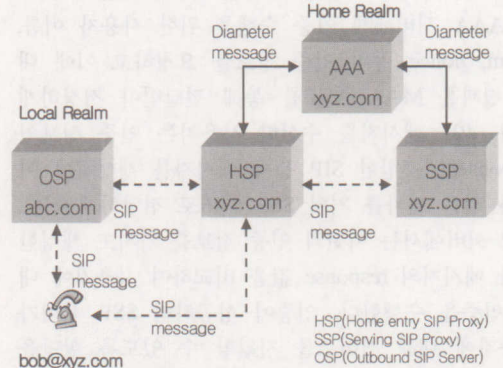 Home Realm
Diameter
message
Diameter
message
AAA
xyz.com
Local Realm
OSP
abc.com
HSP
xyz.com
SSP
xyz.com
SIP
message
SIP
message
SIP
message
SIP
message
bob@xyz.com
HSP(Home entry SIP Proxy)
SSP(Serving SIP Proxy)
OSP(Outbound SIP Server)